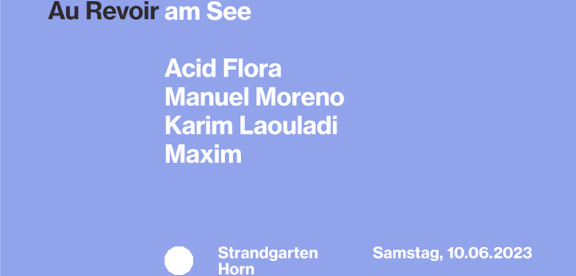 Au Revoir am See
Acid Flora
Manuel Moreno
Karim Laouladi
Maxim
Strandgarten
Horn
Samstag, 10.06.2023